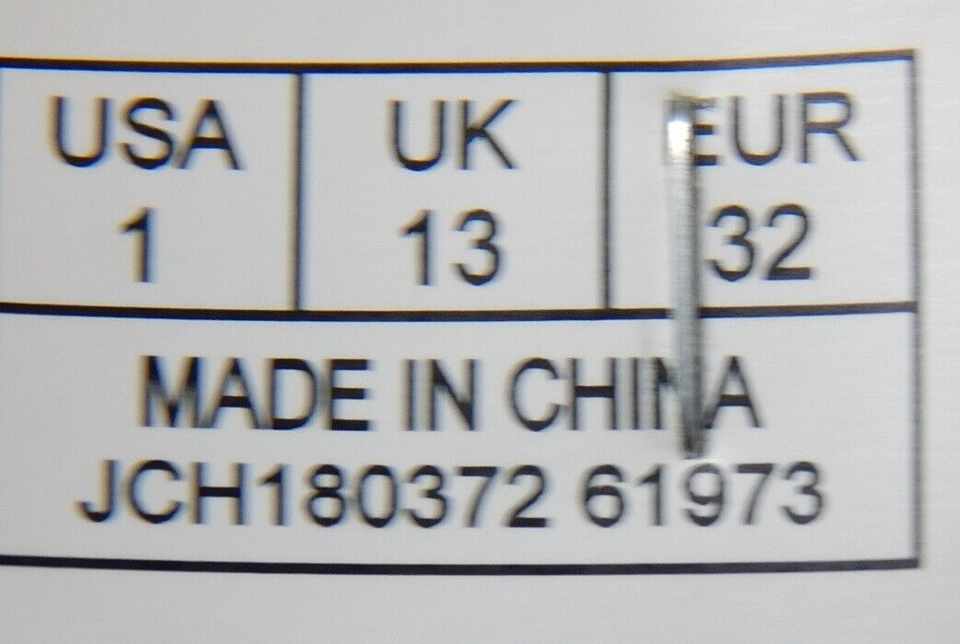 USA UK EUR
1 13 32
MADE IN CHINA
JCH180372 61973